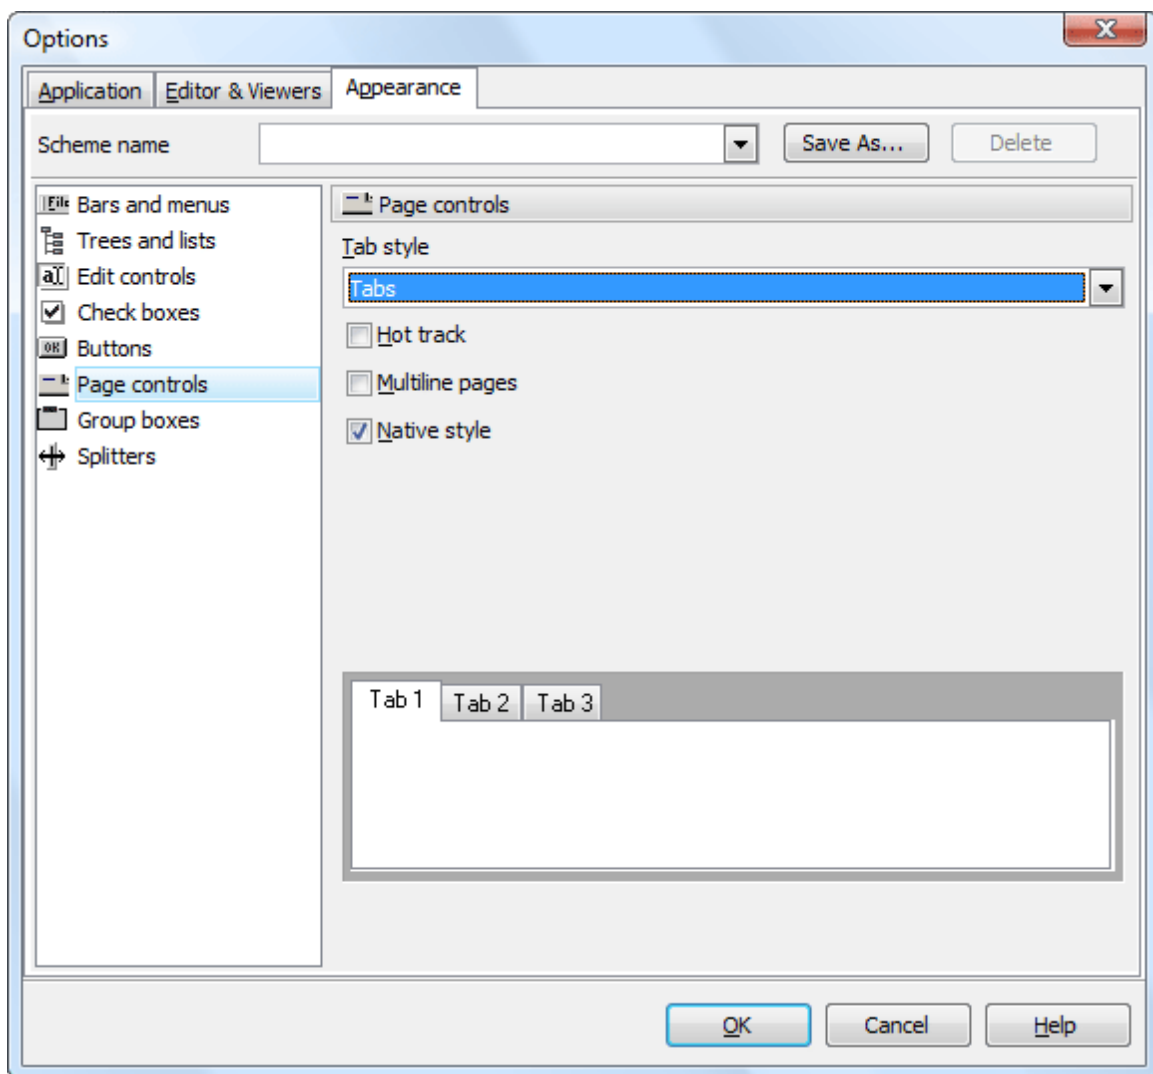 Options
Application Editor & Viewers Appearance
Scheme name Save As... Delete
Bars and menus
Trees and lists
Edit controls
Check boxes
Buttons
Page controls
Group boxes
Splitters
Page controls
Tab style
Tabs
Hot track
Multiline pages
Native style
Tab 1 Tab 2 Tab 3
OK Cancel Help